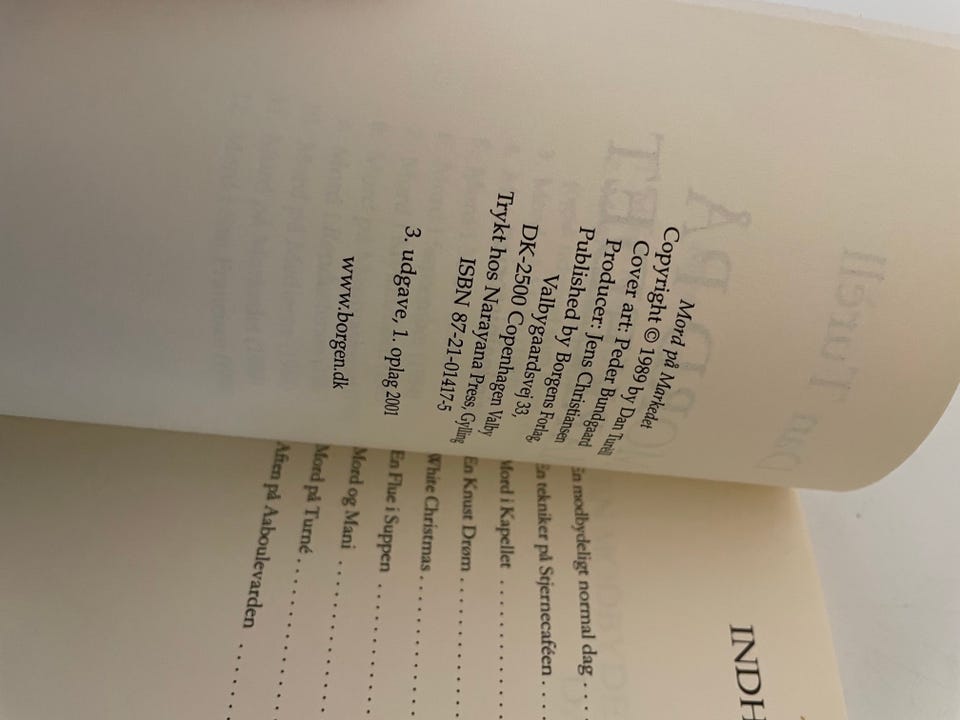 Mord på Markedet
Copyright © 1989 by Dan Turèll
Cover art: Peder Bundgaard
Producer: Jens Christiansen
Published by Borgens Forlag
Valbygaardsvej 33,
DK-2500 Copenhagen Valby
Trykt hos Narayana Press, Gylling
ISBN 87-21-01417-5
3. udgave, 1. oplag 2001
www.borgen.dk
INDH
En modbydeligt normal dag . . .
En tekniker på Stjernecaféen . . . .
Mord i Kapellet . . . . . . . . . . .
En Knust Drøm . . . . . . . . . . .
White Christmas . . . . . . . . . . .
En Flue i Suppen . . . . . . . . . .
Mord og Mani . . . . . . . . . . . .
Mord på Turné . . . . . . . . . . . .
Aften på Aaboulevarden . . . . . .